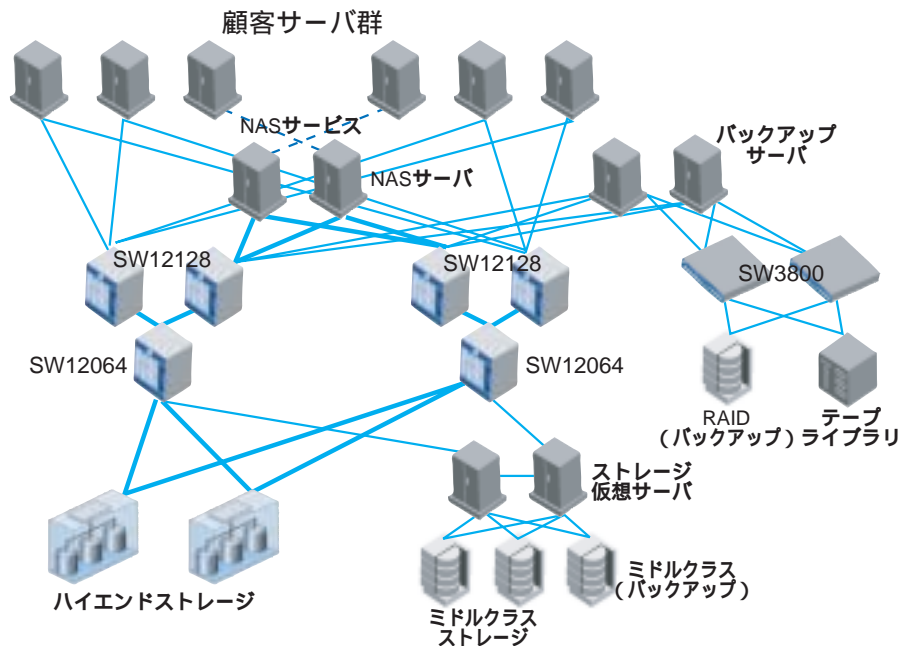 顧客サーバ群
NASサービス
バックアップ
サーバ
NASサーバ
SW12128
SW12128
SW3800
SW12064
SW12064
RAID
（バックアップ）
テープ
ライブラリ
ストレージ
仮想サーバ
ハイエンドストレージ
ミドルクラス
（バックアップ）
ミドルクラス
ストレージ